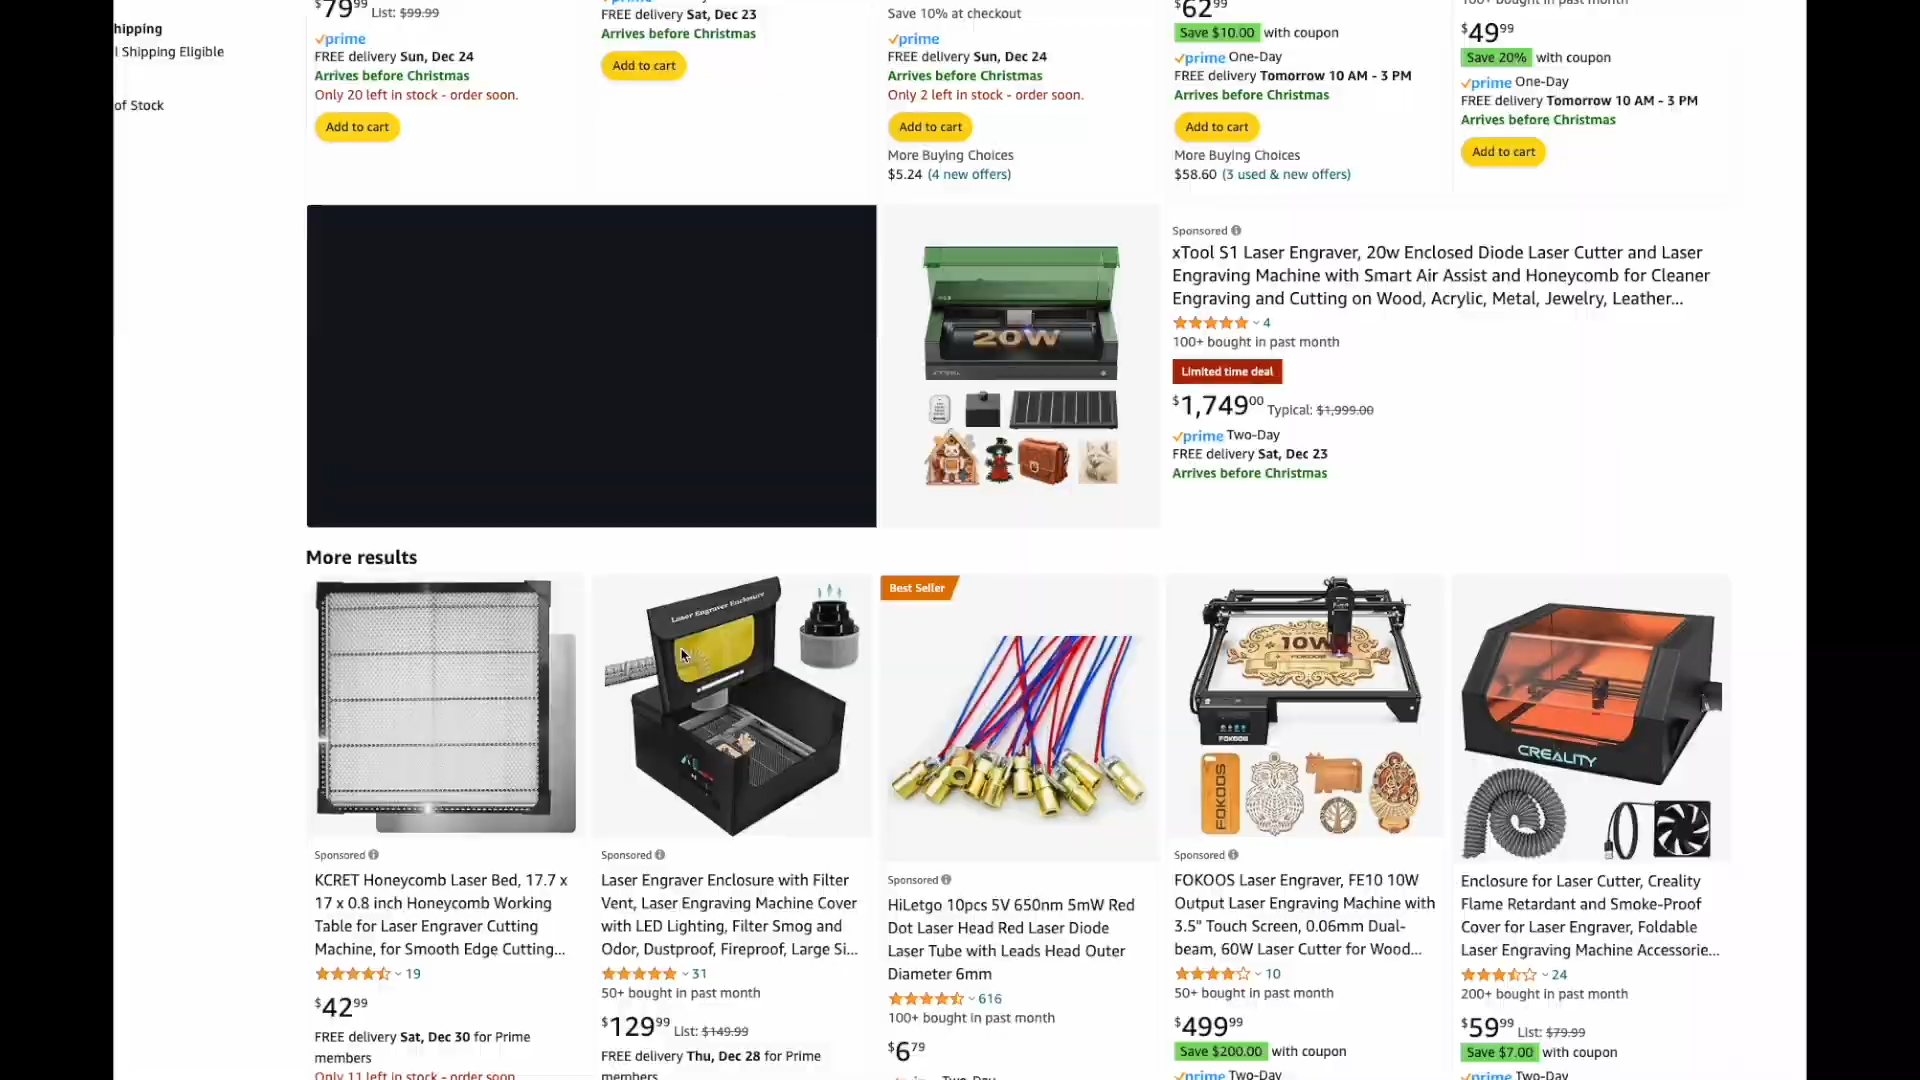 hipping
l Shipping Eligible
of Stock
$79.99 List: $99.99
prime
FREE delivery Sun, Dec 24
Arrives before Christmas
Only 20 left in stock - order soon.
Add to cart
FREE delivery Sat, Dec 23
Arrives before Christmas
Add to cart
Save 10% at checkout
prime
FREE delivery Sun, Dec 24
Arrives before Christmas
Only 2 left in stock - order soon.
Add to cart
More Buying Choices
$5.24 (4 new offers)
$62.99
Save $10.00 with coupon
prime One-Day
FREE delivery Tomorrow 10 AM - 3 PM
Arrives before Christmas
Add to cart
More Buying Choices
$58.60 (3 used & new offers)
100+ bought in past month
$49.99
Save 20% with coupon
prime One-Day
FREE delivery Tomorrow 10 AM - 3 PM
Arrives before Christmas
Add to cart
20W
Sponsored
xTool S1 Laser Engraver, 20w Enclosed Diode Laser Cutter and Laser
Engraving Machine with Smart Air Assist and Honeycomb for Cleaner
Engraving and Cutting on Wood, Acrylic, Metal, Jewelry, Leather...
4
100+ bought in past month
Limited time deal
$1,749.00 Typical: $1,999.00
prime Two-Day
FREE delivery Sat, Dec 23
Arrives before Christmas
More results
Sponsored
KCRET Honeycomb Laser Bed, 17.7 x
17 x 0.8 inch Honeycomb Working
Table for Laser Engraver Cutting
Machine, for Smooth Edge Cutting...
19
$42.99
FREE delivery Sat, Dec 30 for Prime
members
Only 11 left in stock - order soon
Laser Engraver Enclosure
Sponsored
Laser Engraver Enclosure with Filter
Vent, Laser Engraving Machine Cover
with LED Lighting, Filter Smog and
Odor, Dustproof, Fireproof, Large Si...
31
50+ bought in past month
$129.99 List: $149.99
FREE delivery Thu, Dec 28 for Prime
members
Best Seller
Sponsored
HiLetgo 10pcs 5V 650nm 5mW Red
Dot Laser Head Red Laser Diode
Laser Tube with Leads Head Outer
Diameter 6mm
616
100+ bought in past month
$6.79
Two-Day
10W
FOKOOS
FOKOOS
FOKOOS
Sponsored
FOKOOS Laser Engraver, FE10 10W
Output Laser Engraving Machine with
3.5" Touch Screen, 0.06mm Dual-
beam, 60W Laser Cutter for Wood...
10
50+ bought in past month
$499.99
Save $200.00 with coupon
prime Two-Day
CREALITY
Enclosure for Laser Cutter, Creality
Flame Retardant and Smoke-Proof
Cover for Laser Engraver, Foldable
Laser Engraving Machine Accessorie...
24
200+ bought in past month
$59.99 List: $79.99
Save $7.00 with coupon
prime Two-Day